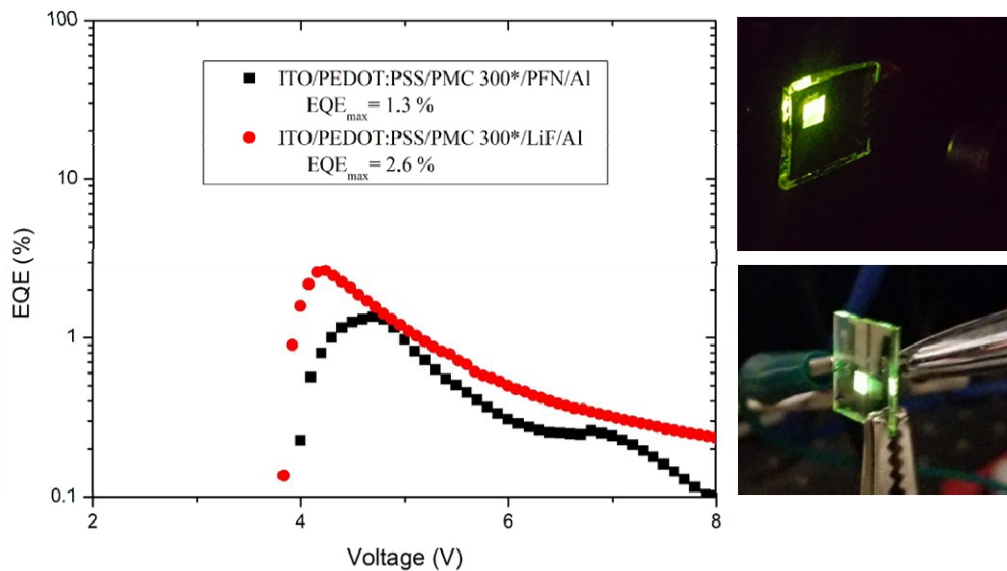 100
ITO/PEDOT:PSS/PMC 300*/PFN/Al
EQEmax = 1.3 %
ITO/PEDOT:PSS/PMC 300*/LiF/Al
EQEmax = 2.6 %
10
EQE (%)
1
0.1
2
4
6
8
Voltage (V)